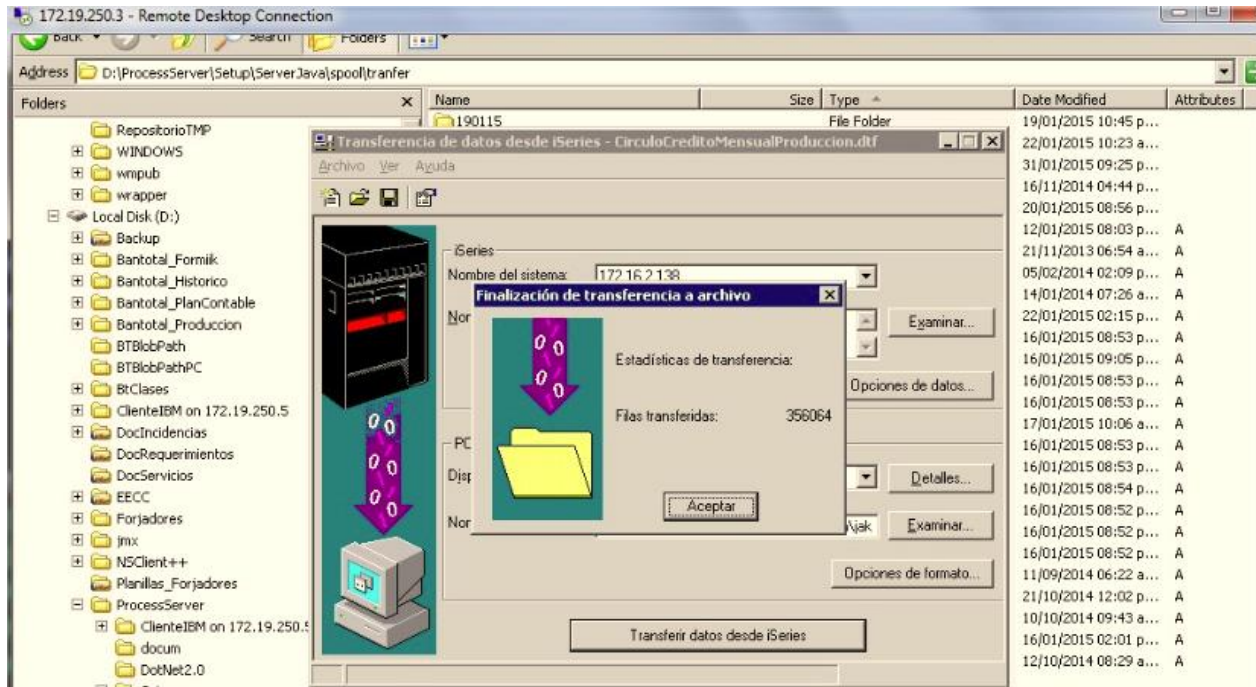 172.19.250.3 - Remote Desktop Connection
Back Search Folders
Address D:\ProcessServer\Setup\ServerJava\spool\tranfer
Folders
Name Size Type Date Modified Attributes
RepositorioTMP
WINDOWS
wmpub
wrapper
Local Disk (D:)
Backup
Bantotal_Formiik
Bantotal_Historico
Bantotal_PlanContable
Bantotal_Produccion
BTBlobPath
BTBlobPathPC
BtClases
ClienteIBM on 172.19.250.5
DocIncidencias
DocRequerimientos
DocServicios
EECC
Forjadores
jmx
NSClient++
Planillas_Forjadores
ProcessServer
ClienteIBM on 172.19.250.5
docum
DotNet2.0
190115 File Folder
Transferencia de datos desde iSeries - CirculoCreditoMensualProduccion.dtf
Archivo Ver Ayuda
iSeries
Nombre del sistema: 172.16.2.138
Nor
Examinar...
Opciones de datos...
PC
Disp
Detalles...
Nor
\jak
Examinar...
Opciones de formato...
Transferir datos desde iSeries
Finalización de transferencia a archivo
Estadísticas de transferencia:
Filas transferidas: 356064
Aceptar
19/01/2015 10:45 p...
22/01/2015 10:23 a...
31/01/2015 09:25 p...
16/11/2014 04:44 p...
20/01/2015 08:56 p...
12/01/2015 08:03 p... A
21/11/2013 06:54 a... A
05/02/2014 02:09 p... A
14/01/2014 07:26 a... A
22/01/2015 02:15 p... A
16/01/2015 08:53 p... A
16/01/2015 09:05 p... A
16/01/2015 08:53 p... A
16/01/2015 08:53 p... A
17/01/2015 10:06 a... A
16/01/2015 08:53 p... A
16/01/2015 08:53 p... A
16/01/2015 08:54 p... A
16/01/2015 08:52 p... A
16/01/2015 08:52 p... A
16/01/2015 08:52 p... A
11/09/2014 06:22 a... A
21/10/2014 12:02 p... A
10/10/2014 09:43 a... A
16/01/2015 02:01 p... A
12/10/2014 08:29 a... A